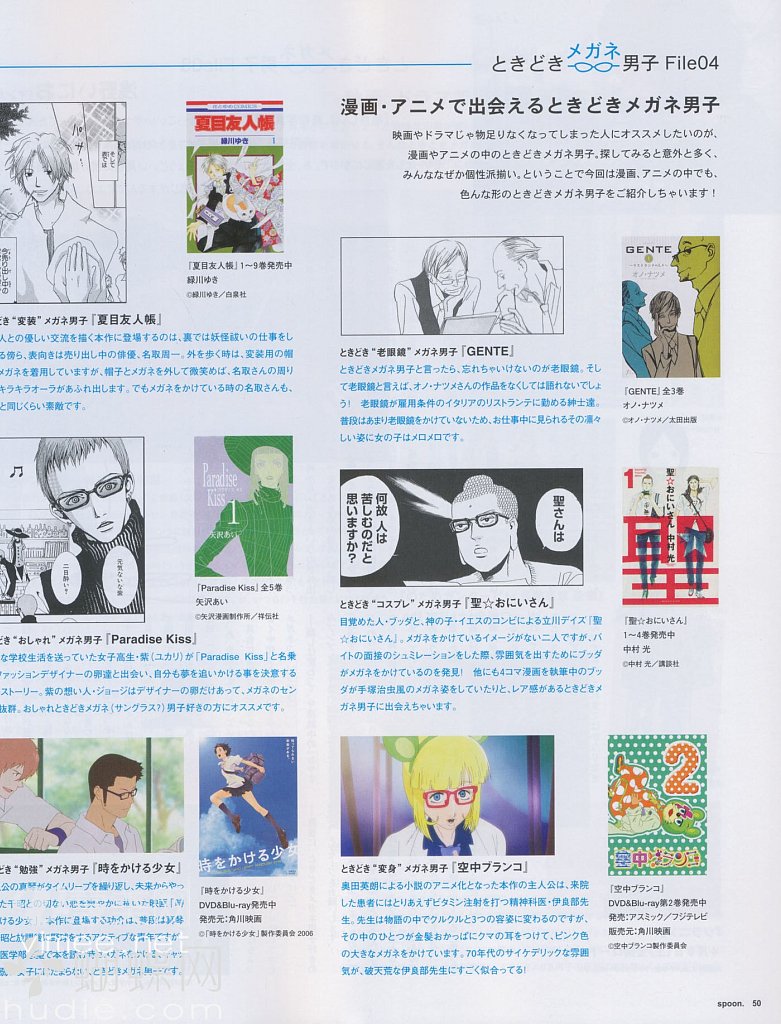 ときどきメガネ男子 File04
漫画・アニメで出会えるときどきメガネ男子
映画やドラマじゃ物足りなくなってしまった人にオススメしたいのが、
漫画やアニメの中のときどきメガネ男子。探してみると意外と多く、
みんななぜか個性派揃い。ということで今回は漫画、アニメの中でも、
色んな形のときどきメガネ男子をご紹介しちゃいます!
花とゆめCOMICS
夏目友人帳
緑川ゆき 1
『夏目友人帳』1〜9巻発売中
緑川ゆき
©緑川ゆき/白泉社
どき“変装”メガネ男子『夏目友人帳』
人との優しい交流を描く本作に登場するのは、裏では妖怪祓いの仕事をし
る傍ら、表向きは売り出し中の俳優、名取周一。外を歩く時は、変装用の帽
メガネを着用していますが、帽子とメガネを外して微笑めば、名取さんの周り
キラキラオーラがあふれ出します。でもメガネをかけている時の名取さんも、
と同じくらい素敵です。
GENTE
オノ・ナツメ
ときどき“老眼鏡”メガネ男子『GENTE』
ときどきメガネ男子と言ったら、忘れちゃいけないのが老眼鏡。そし
て老眼鏡と言えば、オノ・ナツメさんの作品をなくしては語れないでしょ
う! 老眼鏡が雇用条件のイタリアのリストランテに勤める紳士達。
普段はあまり老眼鏡をかけていないため、お仕事中に見られるその凛々
しい姿に女の子はメロメロです。
『GENTE』全3巻
オノ・ナツメ
©オノ・ナツメ/太田出版
元気ないな紫
二日酔い?
Paradise
Kiss
1
矢沢あい
『Paradise Kiss』全5巻
矢沢あい
©矢沢漫画制作所/祥伝社
どき“おしゃれ”メガネ男子『Paradise Kiss』
な学校生活を送っていた女子高生・紫(ユカリ)が「Paradise Kiss」と名乗
ファッションデザイナーの卵達と出会い、自分も夢を追いかける事を決意する
ストーリー。紫の想い人・ジョージはデザイナーの卵だけあって、メガネのセン
抜群。おしゃれときどきメガネ(サングラス?)男子好きの方にオススメです。
聖さんは
何故 人は
苦しむのだと
思いますか?
1
聖☆おにいさん 中村 光
ときどき“コスプレ”メガネ男子『聖☆おにいさん』
目覚めた人・ブッダと、神の子・イエスのコンビによる立川デイズ『聖
☆おにいさん』。メガネをかけているイメージがない二人ですが、バ
イトの面接のシュミレーションをした際、雰囲気を出すためにブッダ
がメガネをかけているのを発見! 他にも4コマ漫画を執筆中のブッ
ダが手塚治虫風のメガネ姿をしていたりと、レア感があるときどきメ
ガネ男子に出会えちゃいます。
『聖☆おにいさん』
1〜4巻発売中
中村 光
©中村 光/講談社
時をかける少女
『時をかける少女』
DVD&Blu-ray発売中
発売元:角川映画
©「時をかける少女」製作委員会 2006
どき“勉強”メガネ男子『時をかける少女』
2
空中ブランコ
ときどき“変身”メガネ男子『空中ブランコ』
奥田英朗による小説のアニメ化となった本作の主人公は、来院
した患者にはとりあえずビタミン注射を打つ精神科医・伊良部先
生。先生は物語の中でクルクルと3つの容姿に変わるのですが、
その中のひとつが金髪おかっぱにクマの耳をつけて、ピンク色
の大きなメガネをかけています。70年代のサイケデリックな雰囲
気が、破天荒な伊良部先生にすごく似合ってる!
『空中ブランコ』
DVD&Blu-ray第2巻発売中
発売:アスミック/フジテレビ
販売元:角川映画
©空中ブランコ製作委員会
hudie.com
spoon. 50